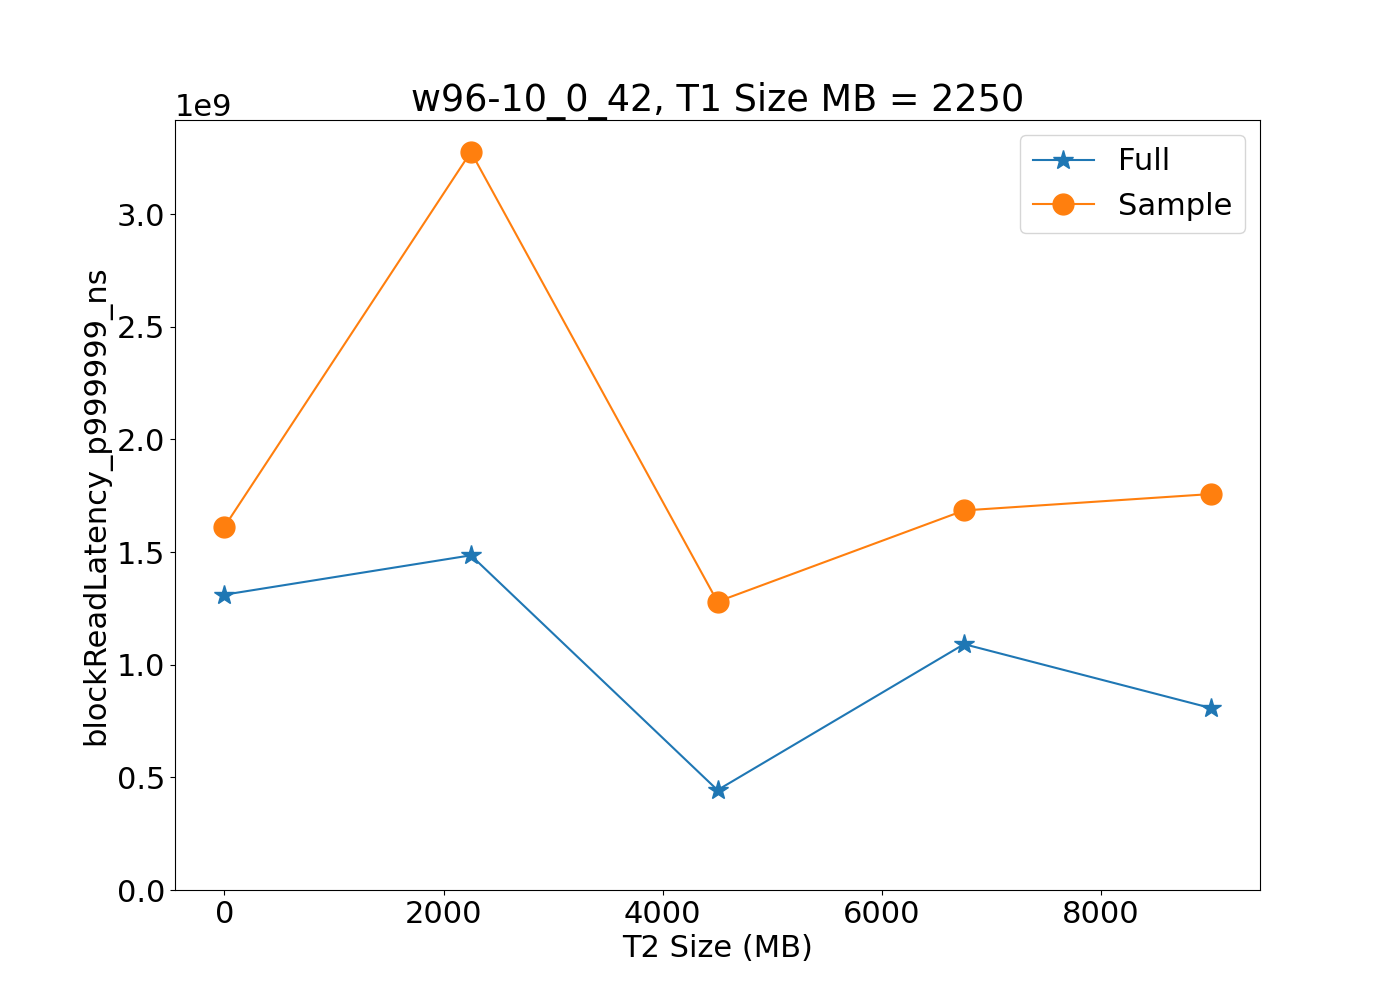 w96-10_0_42, T1 Size MB = 2250
1e9
Full
Sample
3.0
2.5
2.0
1.5
1.0
0.5
0.0
blockReadLatency_p999999_ns
0 2000 4000 6000 8000
T2 Size (MB)